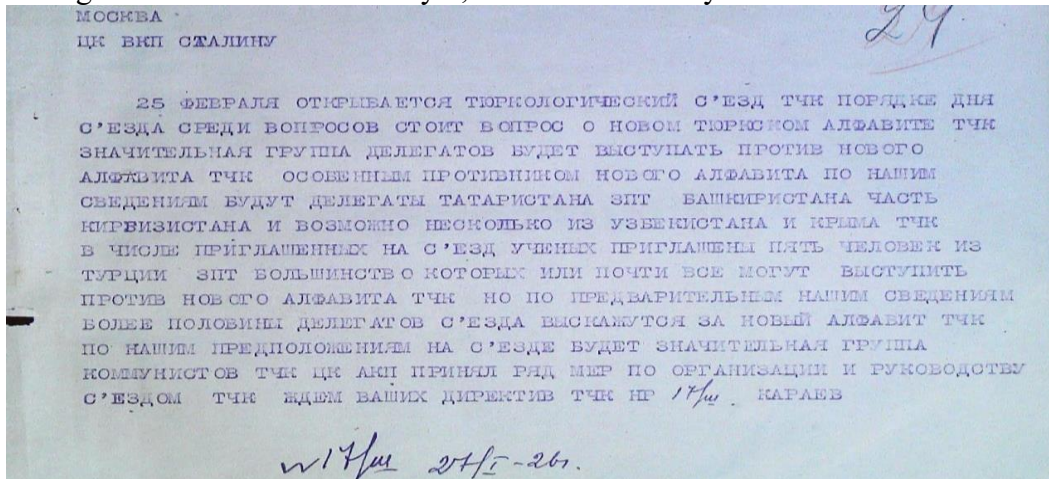 МОСКВА
ЦК ВКП СТАЛИНУ
24
25 ФЕВРАЛЯ ОТКРЫВАЕТСЯ ТЮРКОЛОГИЧЕСКИЙ С'ЕЗД ТЧК ПОРЯДКЕ ДНЯ
С'ЕЗДА СРЕДИ ВОПРОСОВ СТОИТ ВОПРОС О НОВОМ ТЮРКСКОМ АЛФАВИТЕ ТЧК
ЗНАЧИТЕЛЬНАЯ ГРУППА ДЕЛЕГАТОВ БУДЕТ ВЫСТУПАТЬ ПРОТИВ НОВОГО
АЛФАВИТА ТЧК ОСОБЕННЫМ ПРОТИВНИКОМ НОВОГО АЛФАВИТА ПО НАШИМ
СВЕДЕНИЯМ БУДУТ ДЕЛЕГАТЫ ТАТАРИСТАНА ЗПТ БАШКИРИСТАНА ЧАСТЬ
КИРВИЗИСТАНА И ВОЗМОЖНО НЕСКОЛЬКО ИЗ УЗБЕКИСТАНА И КРЫМА ТЧК
В ЧИСЛЕ ПРИГЛАШЕННЫХ НА С'ЕЗД УЧЕНЫХ ПРИГЛАШЕНЫ ПЯТЬ ЧЕЛОВЕК ИЗ
ТУРЦИИ ЗПТ БОЛЬШИНСТВО КОТОРЫХ ИЛИ ПОЧТИ ВСЕ МОГУТ ВЫСТУПИТЬ
ПРОТИВ НОВОГО АЛФАВИТА ТЧК НО ПО ПРЕДВАРИТЕЛЬНЫМ НАШИМ СВЕДЕНИЯМ
БОЛЕЕ ПОЛОВИНЫ ДЕЛЕГАТОВ С'ЕЗДА ВЫСКАЖУТСЯ ЗА НОВЫЙ АЛФАВИТ ТЧК
ПО НАШИМ ПРЕДПОЛОЖЕНИЯМ НА С'ЕЗДЕ БУДЕТ ЗНАЧИТЕЛЬНАЯ ГРУППА
КОММУНИСТОВ ТЧК ЦК АКП ПРИНЯЛ РЯД МЕР ПО ОРГАНИЗАЦИИ И РУКОВОДСТВУ
С'ЕЗДОМ ТЧК ЖДЕМ ВАШИХ ДИРЕКТИВ ТЧК НР 17/ш КАРАЕВ
17/ш 27/I-26г.